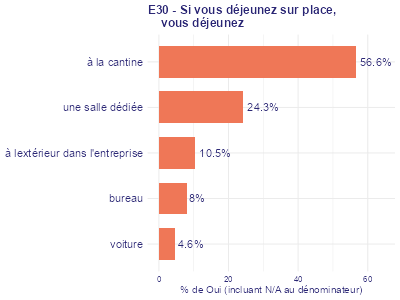 E30 - Si vous déjeunez sur place,
vous déjeunez
à la cantine
56.6%
une salle dédiée
24.3%
à lextérieur dans l'entreprise
10.5%
bureau
8%
voiture
4.6%
0
20
40
60
% de Oui (incluant N/A au dénominateur)